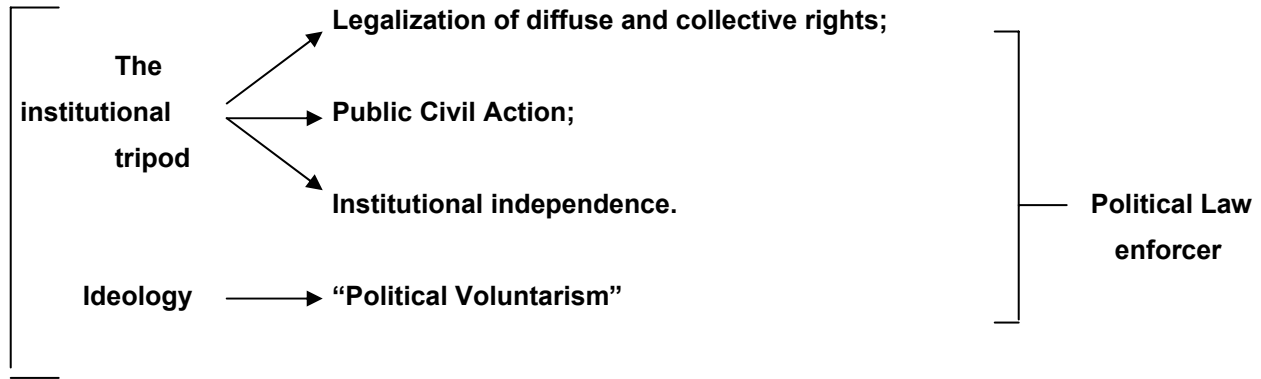 Legalization of diffuse and collective rights;
The
institutional
tripod
Public Civil Action;
Institutional independence.
Political Law
enforcer
Ideology
“Political Voluntarism”